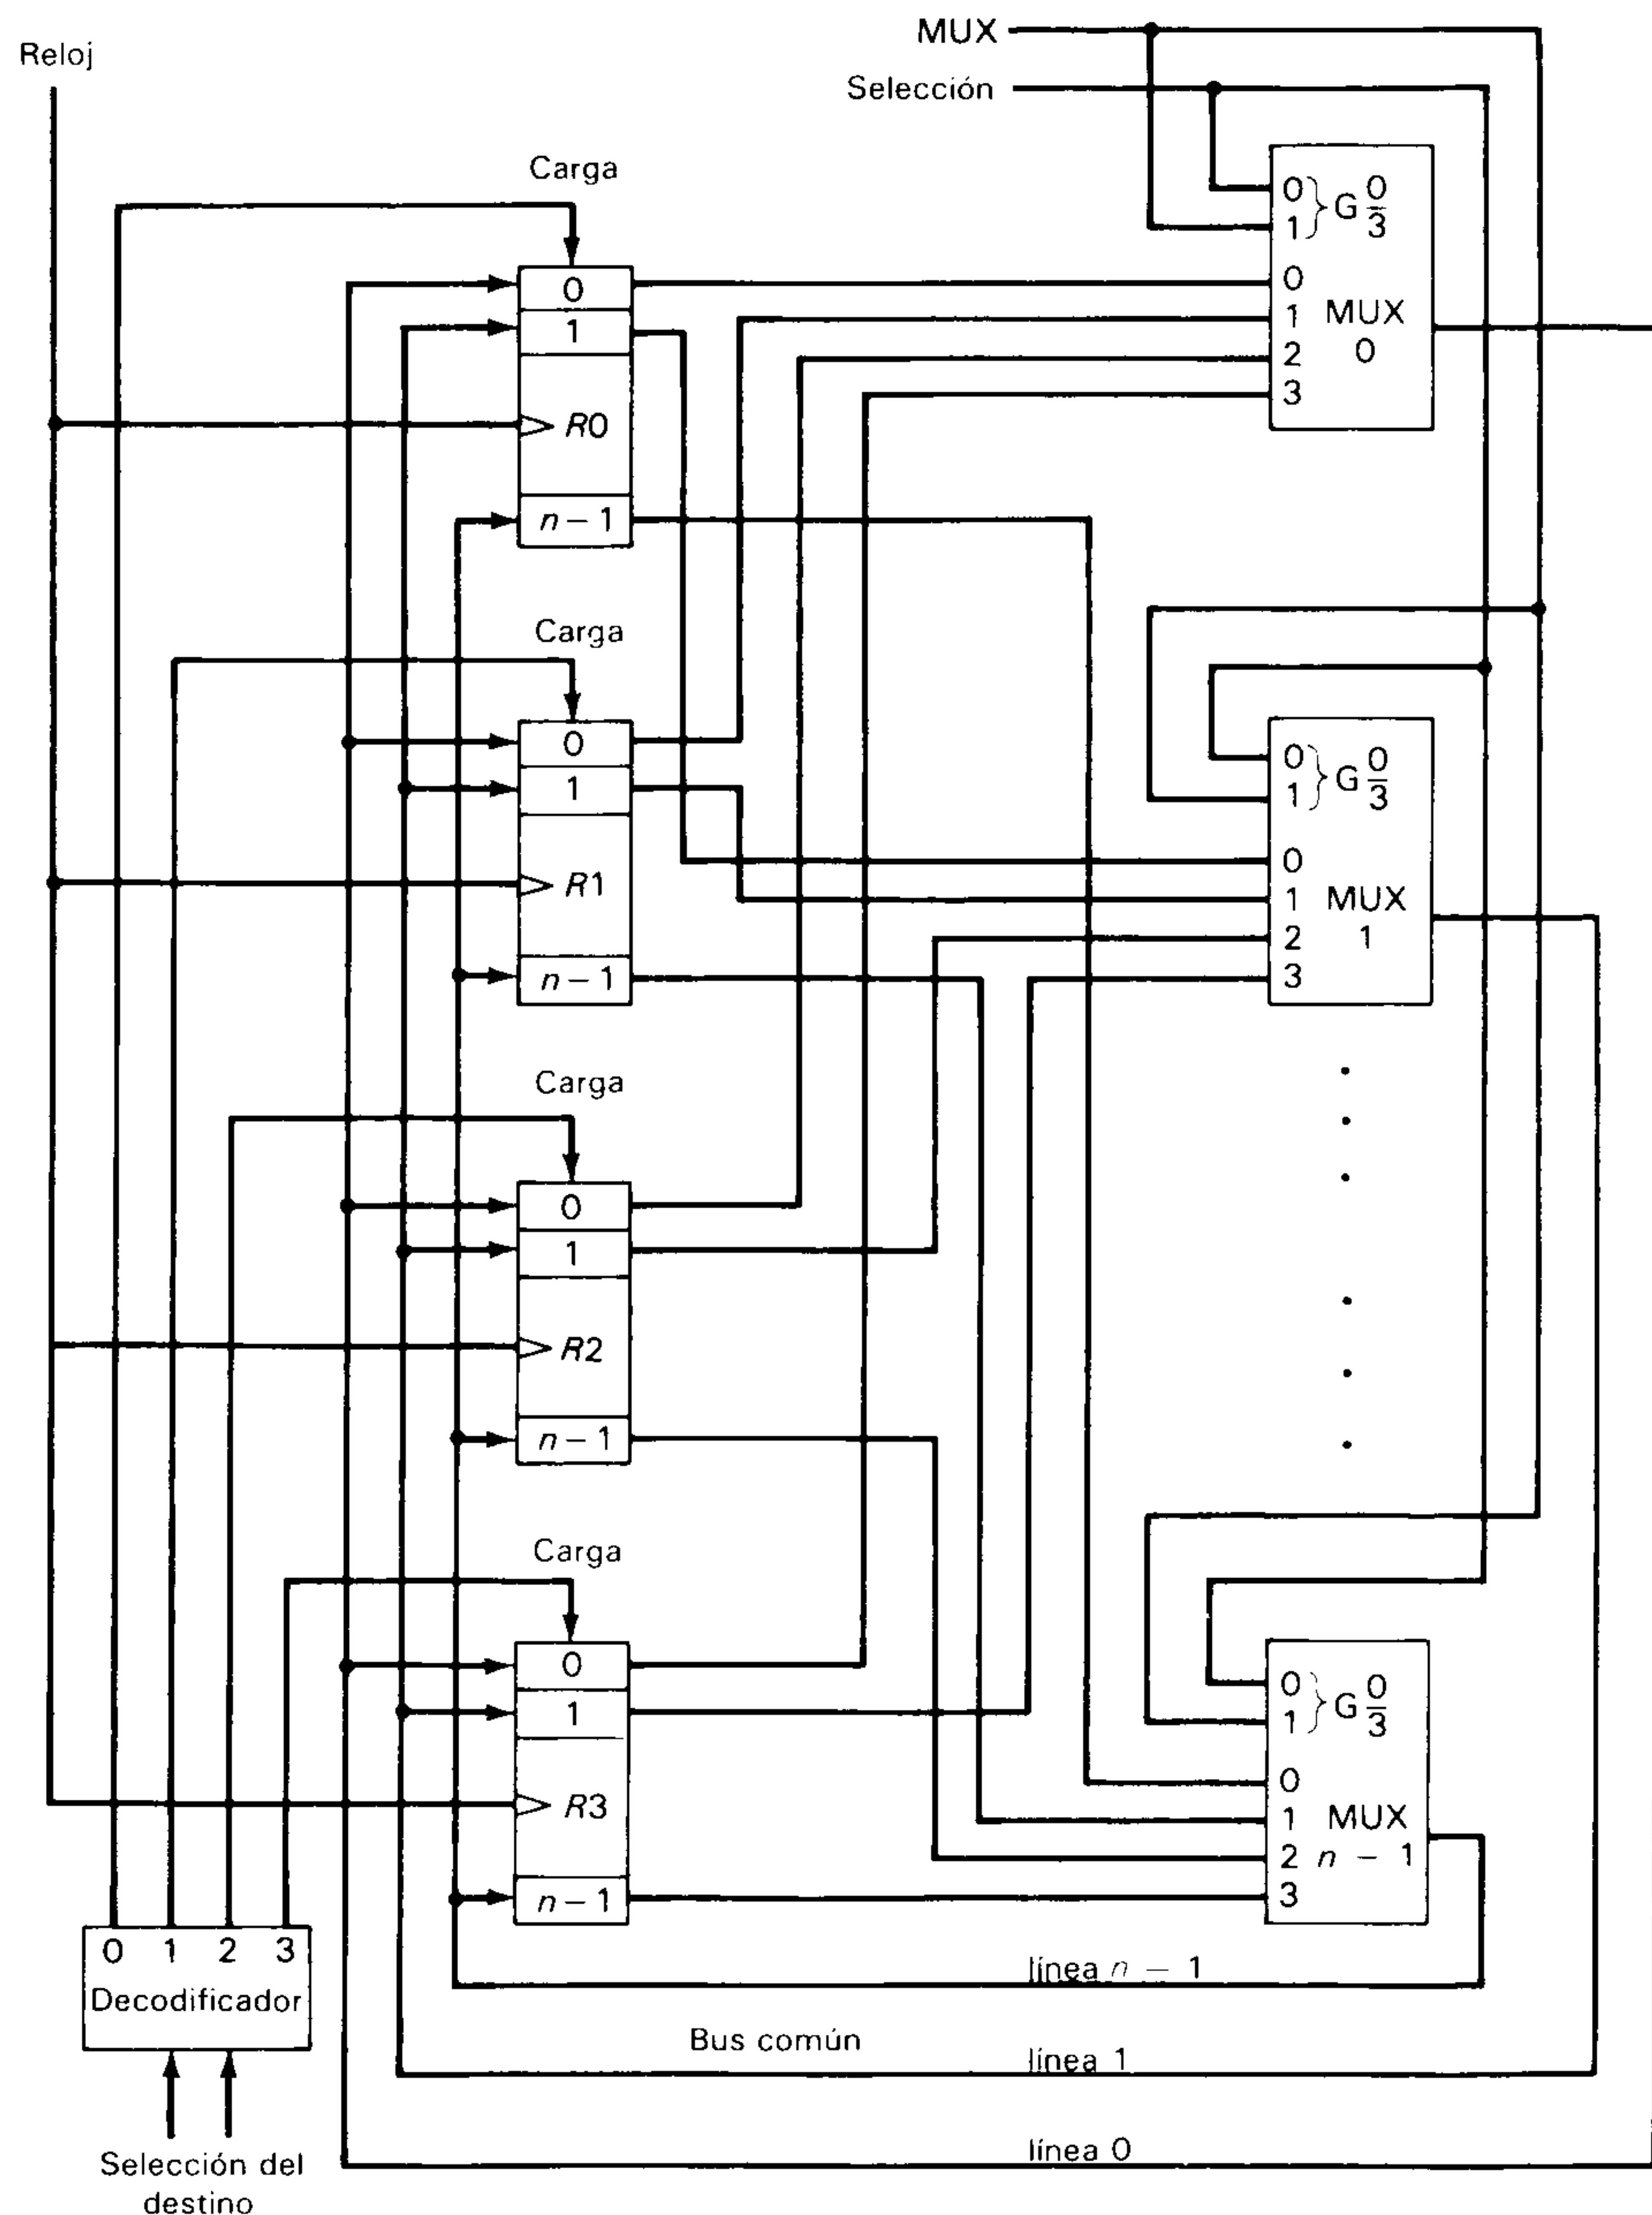 MUX
Reloj
Selección
Carga
0 } G 0/3
1
0
1 MUX
2 0
3
0
1
R0
n − 1
Carga
0
1
R1
n − 1
0 } G 0/3
1
0
1 MUX
2 1
3
Carga
0
1
R2
n − 1
Carga
0
1
R3
n − 1
0 } G 0/3
1
0
1 MUX
2 n − 1
3
0 1 2 3
Decodificador
línea n − 1
Bus común
línea 1
línea 0
Selección del
destino